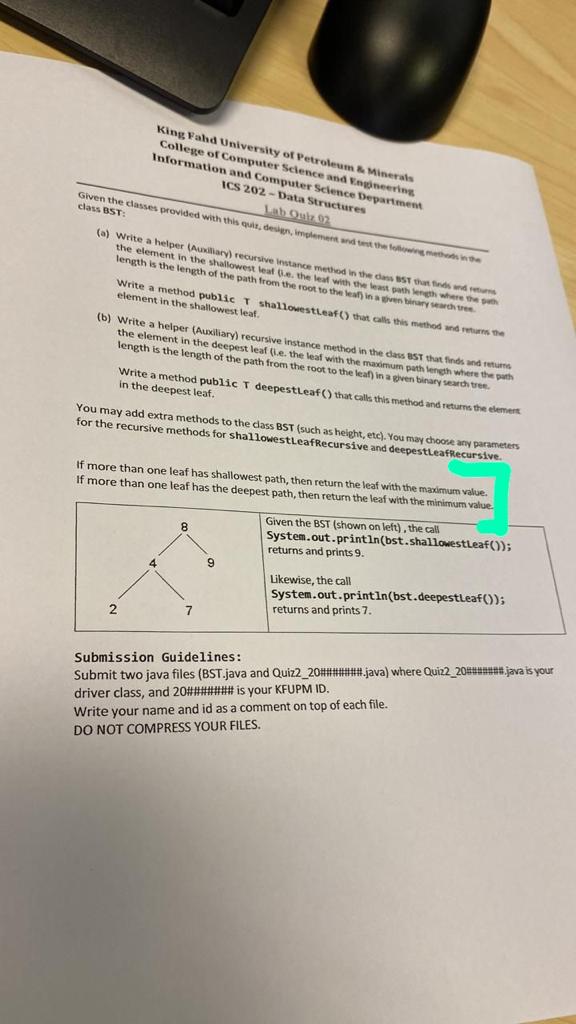 King Fahd University of Petroleum & Minerals
College of Computer Science and Engineering
Information and Computer Science Department
ICS 202 – Data Structures
Lab Quiz 02
Given the classes provided with this quiz, design, implement and test the following methods in the
class BST:
(a) Write a helper (Auxiliary) recursive instance method in the class BST that finds and returns
the element in the shallowest leaf (i.e. the leaf with the least path length where the path
length is the length of the path from the root to the leaf) in a given binary search tree.
Write a method public T shallowestLeaf() that calls this method and returns the
element in the shallowest leaf.
(b) Write a helper (Auxiliary) recursive instance method in the class BST that finds and returns
the element in the deepest leaf (i.e. the leaf with the maximum path length where the path
length is the length of the path from the root to the leaf) in a given binary search tree.
Write a method public T deepestLeaf() that calls this method and returns the element
in the deepest leaf.
You may add extra methods to the class BST (such as height, etc). You may choose any parameters
for the recursive methods for shallowestLeafRecursive and deepestLeafRecursive.
If more than one leaf has shallowest path, then return the leaf with the maximum value.
If more than one leaf has the deepest path, then return the leaf with the minimum value.
8
4
9
2
7
Given the BST (shown on left), the call
System.out.println(bst.shallowestLeaf());
returns and prints 9.
Likewise, the call
System.out.println(bst.deepestLeaf());
returns and prints 7.
Submission Guidelines:
Submit two java files (BST.java and Quiz2_20#######.java) where Quiz2_20#######.java is your
driver class, and 20####### is your KFUPM ID.
Write your name and id as a comment on top of each file.
DO NOT COMPRESS YOUR FILES.